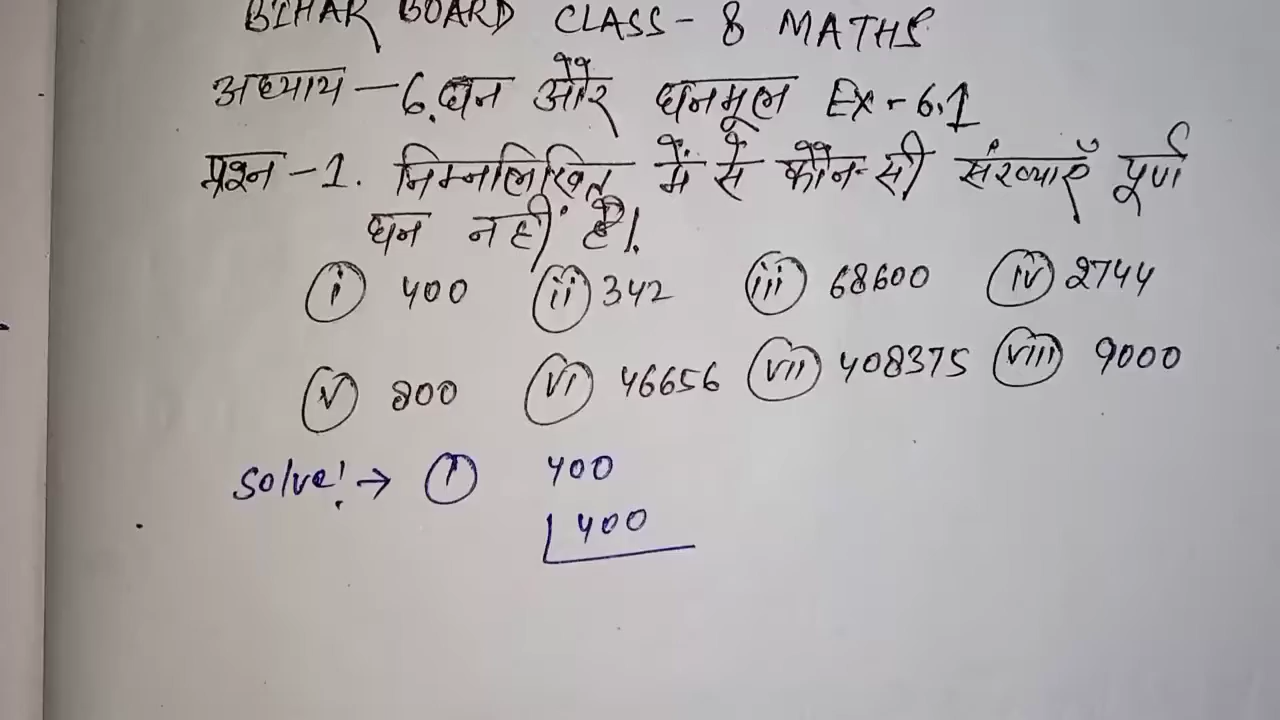 BIHAR BOARD CLASS - 8 MATHS
अध्याय - 6. घन और घनमूल Ex - 6.1
प्रश्न - 1. निम्नलिखित में से कौन-सी संख्याएँ पूर्ण
घन नहीं है।
(i) 400 (ii) 342 (iii) 68600 (iv) 2744
(v) 900 (vi) 46656 (vii) 408375 (viii) 9000
Solve! → (i) 400
400